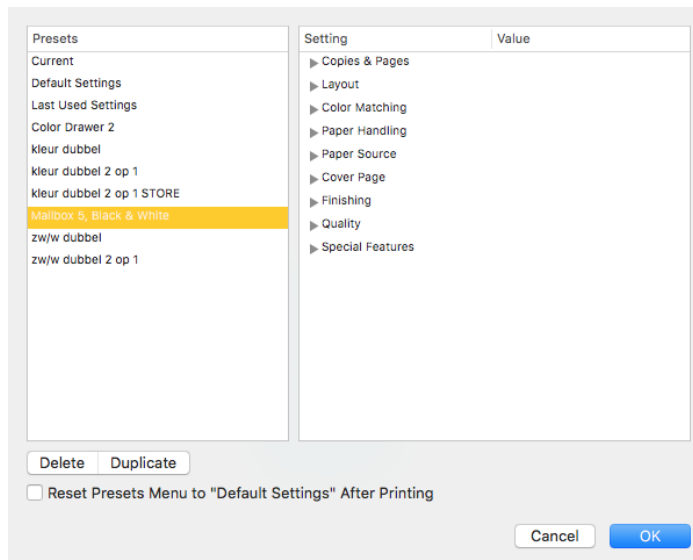 Presets
Current
Default Settings
Last Used Settings
Color Drawer 2
kleur dubbel
kleur dubbel 2 op 1
kleur dubbel 2 op 1 STORE
Mailbox 5, Black & White
zw/w dubbel
zw/w dubbel 2 op 1
Setting Value
Copies & Pages
Layout
Color Matching
Paper Handling
Paper Source
Cover Page
Finishing
Quality
Special Features
Delete Duplicate
Reset Presets Menu to "Default Settings" After Printing
Cancel OK